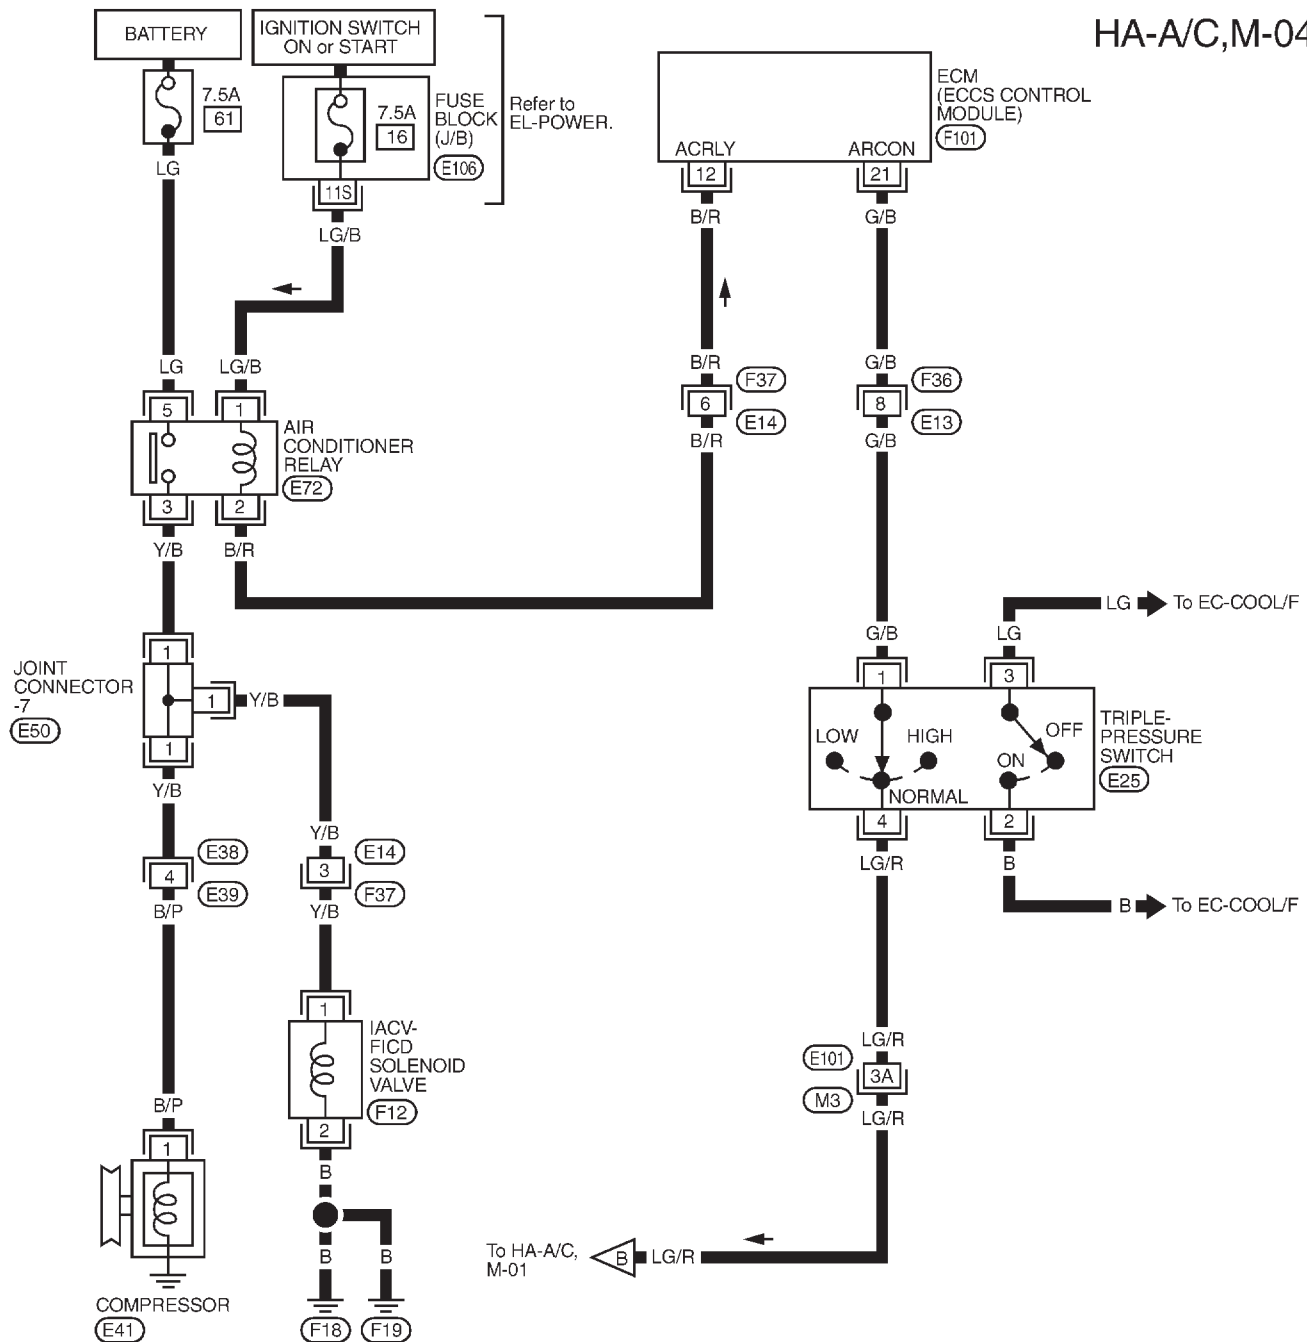 HA-A/C,M-04
BATTERY
IGNITION SWITCH
ON or START
7.5A
61
7.5A
16
FUSE
BLOCK
(J/B)
E106
Refer to
EL-POWER.
ECM
(ECCS CONTROL
MODULE)
F101
ACRLY
ARCON
12
21
LG
11S
LG/B
B/R
G/B
B/R
G/B
LG
LG/B
F37
F36
6
8
E14
E13
B/R
G/B
5
1
AIR
CONDITIONER
RELAY
E72
3
2
Y/B
B/R
LG
To EC-COOL/F
G/B
LG
1
3
JOINT
CONNECTOR
-7
E50
1
1
Y/B
1
Y/B
LOW
HIGH
OFF
ON
NORMAL
TRIPLE-
PRESSURE
SWITCH
E25
4
2
LG/R
B
B
To EC-COOL/F
Y/B
E38
E14
4
3
E39
F37
B/P
Y/B
1
IACV-
FICD
SOLENOID
VALVE
F12
2
B
LG/R
E101
3A
M3
LG/R
B/P
1
B
B
To HA-A/C,
M-01
B
LG/R
COMPRESSOR
E41
F18
F19